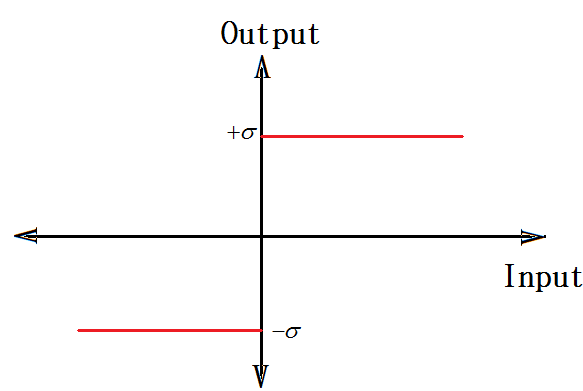 Output
+σ
Input
−σ